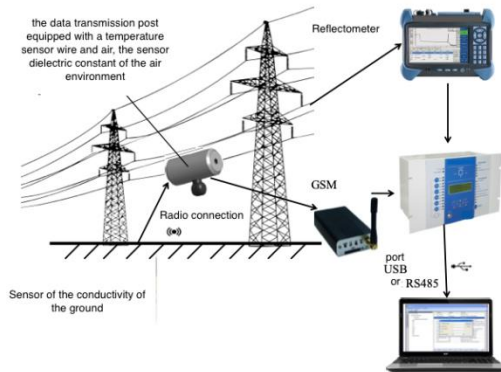 the data transmission post
equipped with a temperature
sensor wire and air, the sensor
dielectric constant of the air
environment
Reflectometer
GSM
Radio connection
port
USB
or RS485
Sensor of the conductivity of
the ground